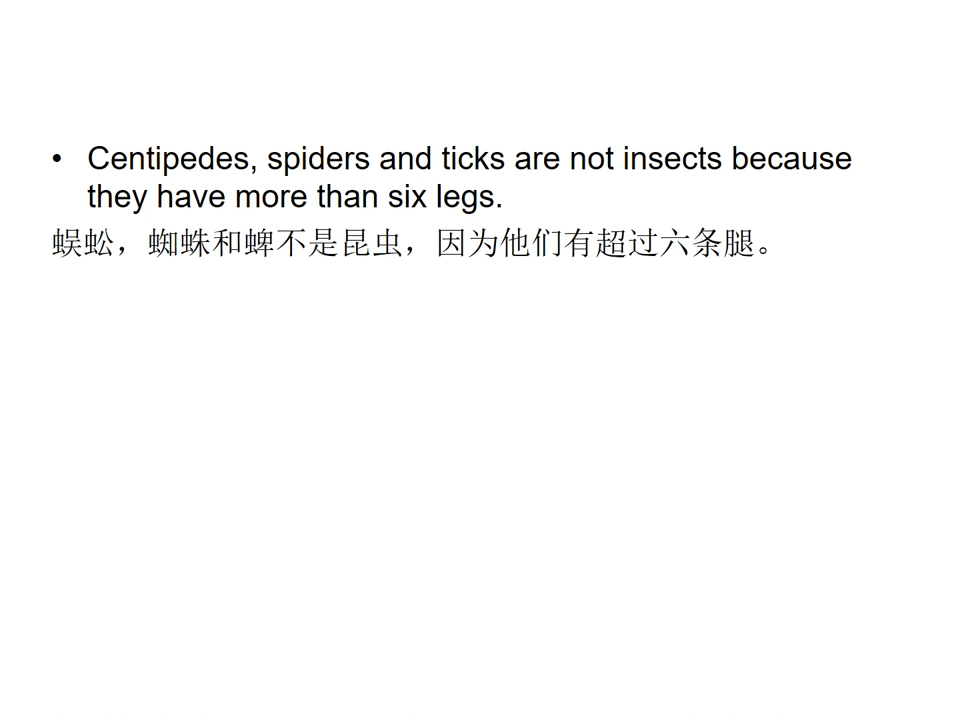 • Centipedes, spiders and ticks are not insects because
they have more than six legs.
蜈蚣，蜘蛛和蜱不是昆虫，因为他们有超过六条腿。